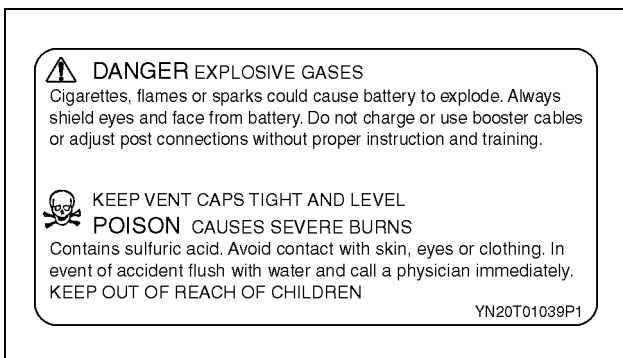 DANGER EXPLOSIVE GASES
Cigarettes, flames or sparks could cause battery to explode. Always
shield eyes and face from battery. Do not charge or use booster cables
or adjust post connections without proper instruction and training.
KEEP VENT CAPS TIGHT AND LEVEL
POISON CAUSES SEVERE BURNS
Contains sulfuric acid. Avoid contact with skin, eyes or clothing. In
event of accident flush with water and call a physician immediately.
KEEP OUT OF REACH OF CHILDREN
YN20T01039P1